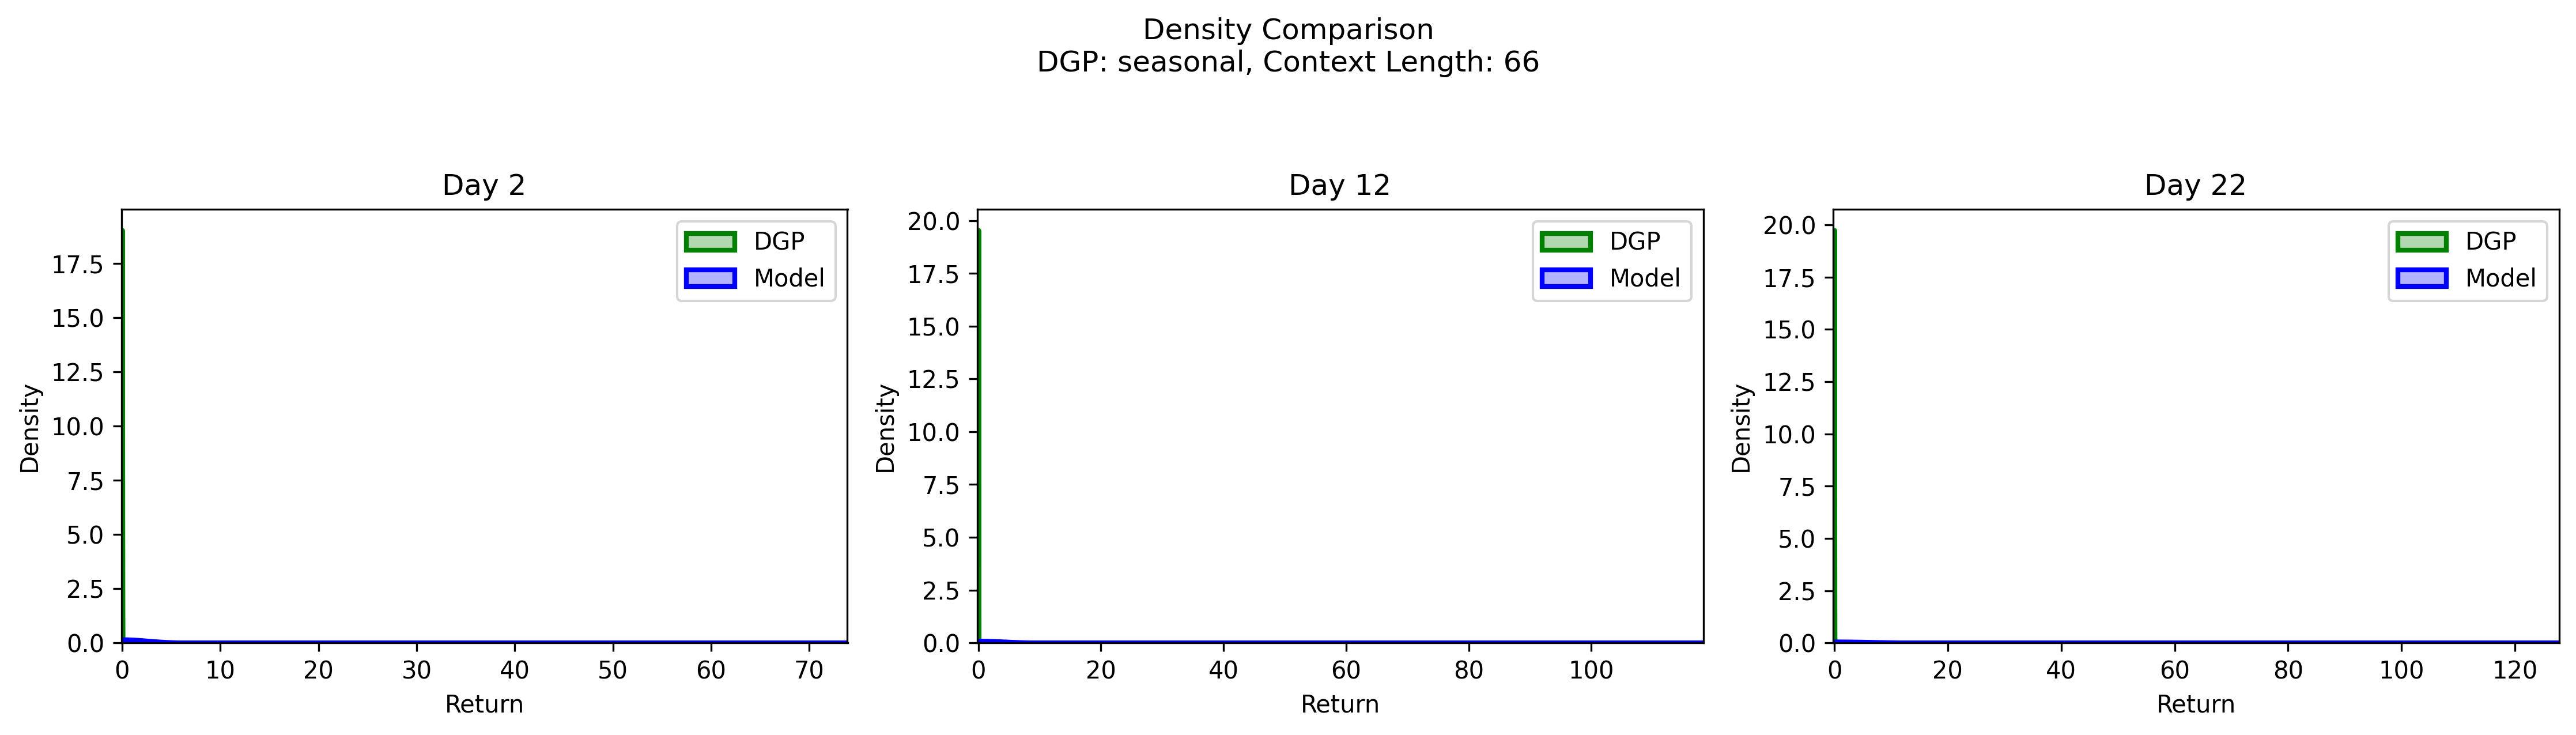 Density Comparison
DGP: seasonal, Context Length: 66
Day 2
17.5
15.0
12.5
10.0
7.5
5.0
2.5
0.0
Density
0 10 20 30 40 50 60 70
Return
DGP
Model
Day 12
20.0
17.5
15.0
12.5
10.0
7.5
5.0
2.5
0.0
Density
0 20 40 60 80 100
Return
DGP
Model
Day 22
20.0
17.5
15.0
12.5
10.0
7.5
5.0
2.5
0.0
Density
0 20 40 60 80 100 120
Return
DGP
Model